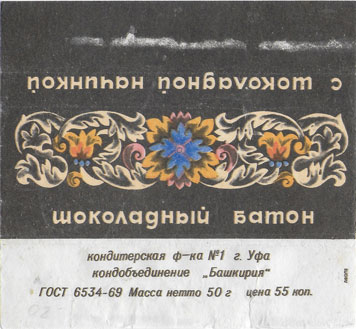 с шоколадной начинкой
шоколадный батон
кондитерская ф-ка №1 г. Уфа
кондобъединение „Башкирия“
ГОСТ 6534-69 Масса нетто 50 г цена 55 коп.